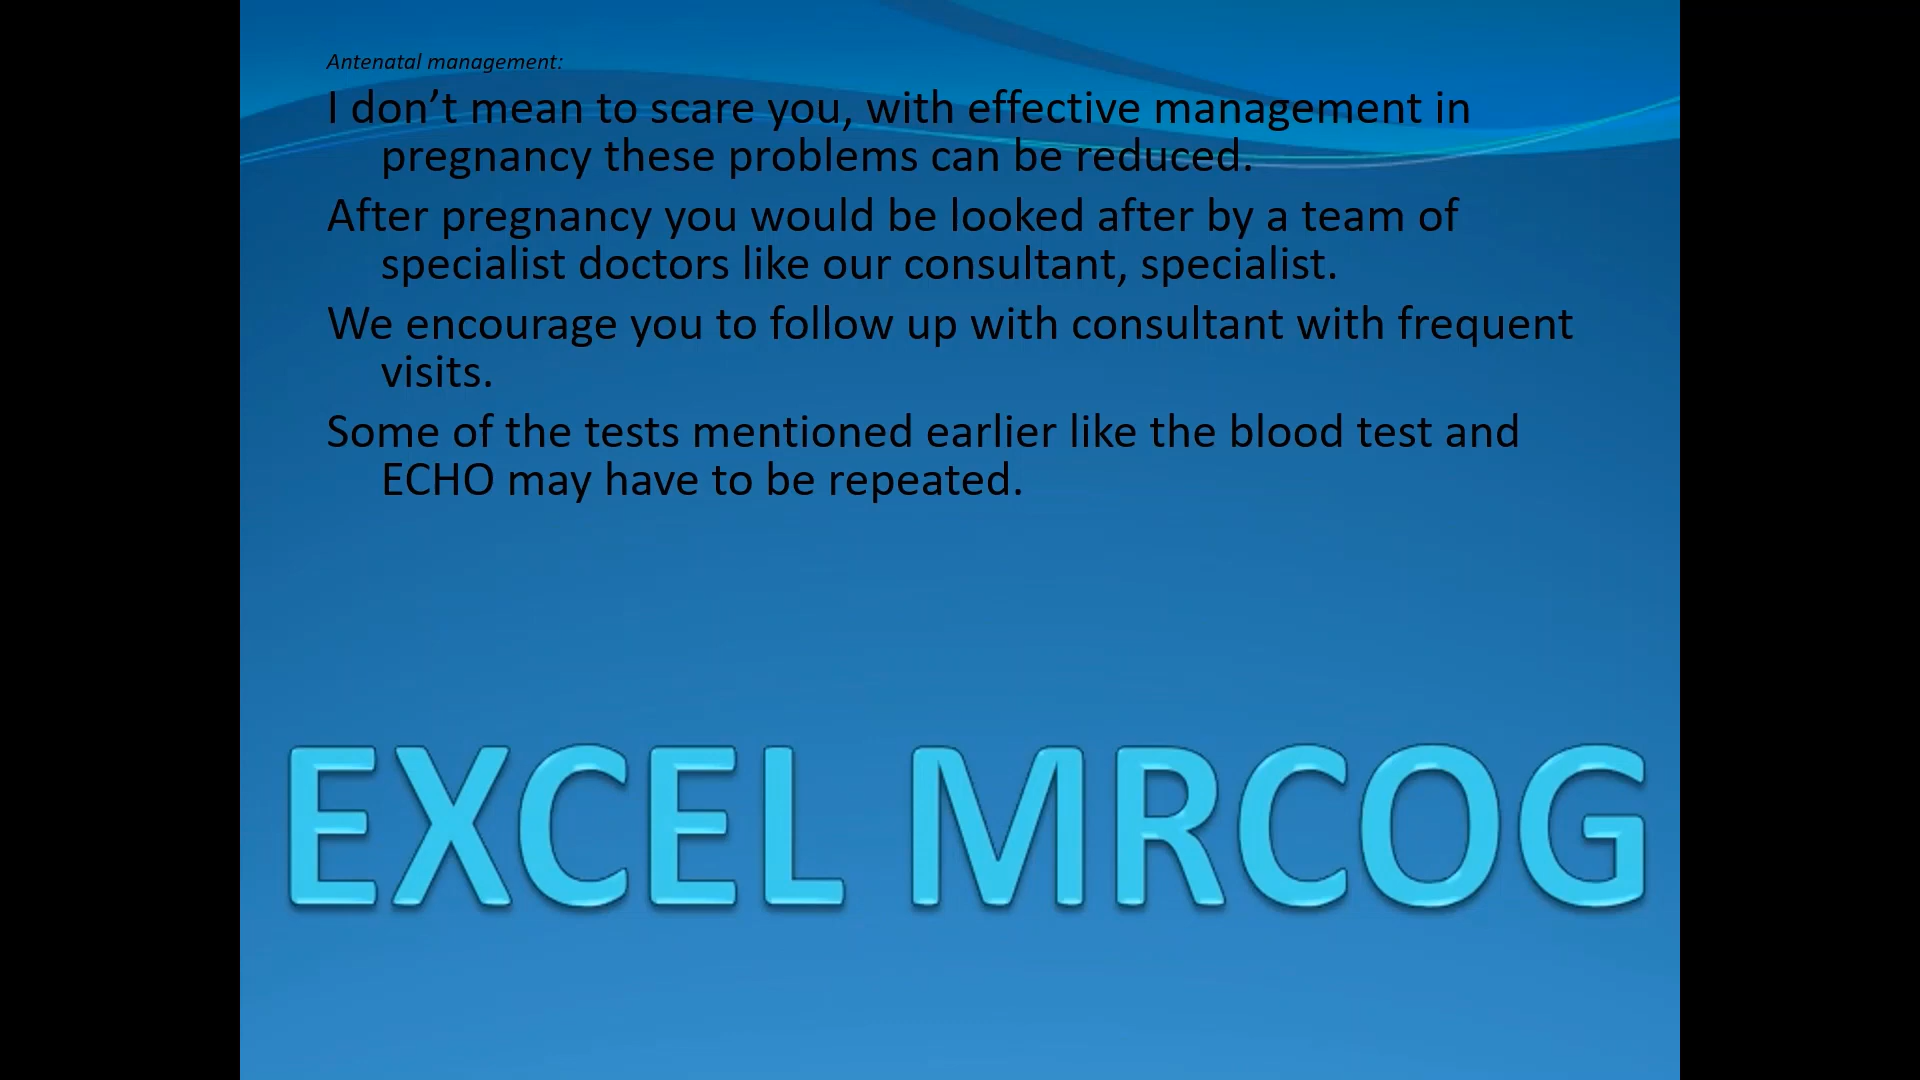 Antenatal management:
I don’t mean to scare you, with effective management in
pregnancy these problems can be reduced.
After pregnancy you would be looked after by a team of
specialist doctors like our consultant, specialist.
We encourage you to follow up with consultant with frequent
visits.
Some of the tests mentioned earlier like the blood test and
ECHO may have to be repeated.
EXCEL MRCOG